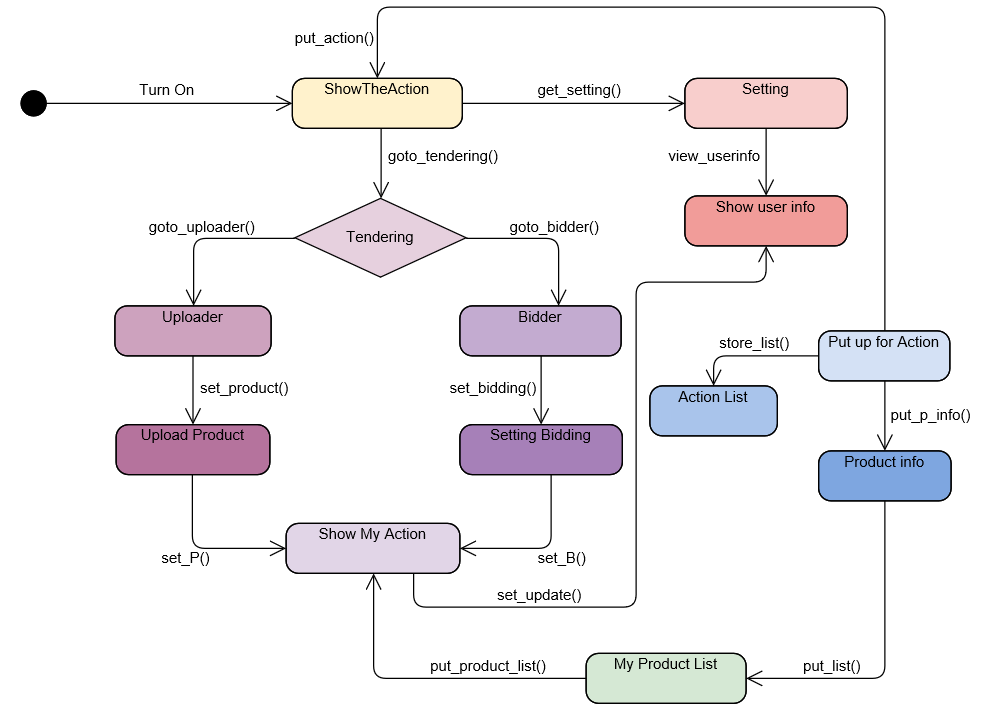 put_action()
Turn On
ShowTheAction
get_setting()
Setting
goto_tendering()
view_userinfo
Show user info
goto_uploader()
Tendering
goto_bidder()
Uploader
Bidder
store_list()
Put up for Action
set_product()
set_bidding()
Action List
put_p_info()
Upload Product
Setting Bidding
Product info
Show My Action
set_P()
set_B()
set_update()
put_product_list()
My Product List
put_list()